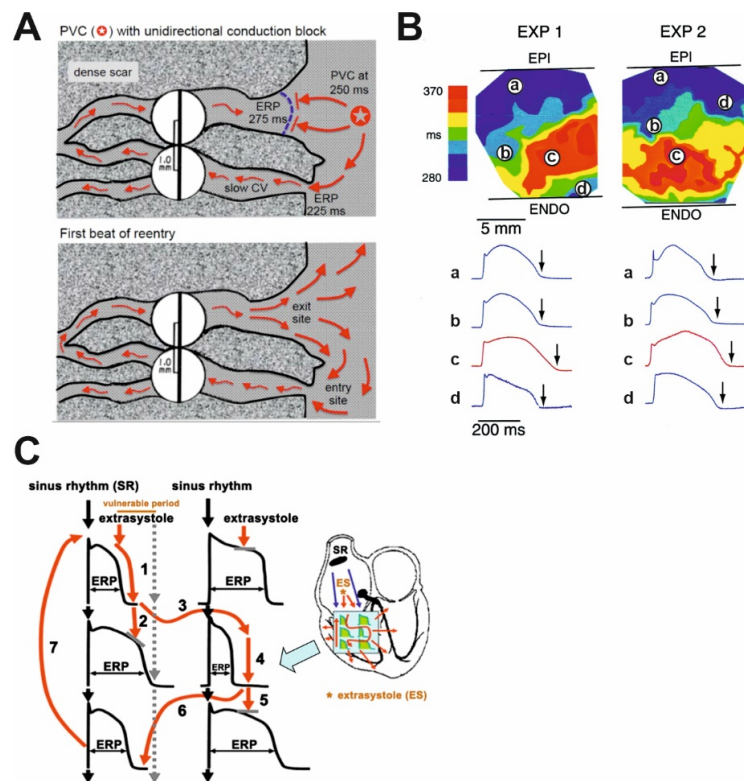 A
PVC ( ) with unidirectional conduction block
dense scar
ERP
275 ms
PVC at
250 ms
1.0
mm
slow CV
ERP
225 ms
First beat of reentry
exit
site
1.0
mm
entry
site
B
EXP 1
EXP 2
EPI
EPI
370
ms
280
a
b
c
d
a
b
c
d
ENDO
ENDO
5 mm
a
b
c
d
a
b
c
d
200 ms
C
sinus rhythm (SR)
sinus rhythm
vulnerable period
extrasystole
extrasystole
ERP
1
ERP
2
3
ERP
ERP
4
5
6
7
ERP
ERP
SR
ES
*
* extrasystole (ES)